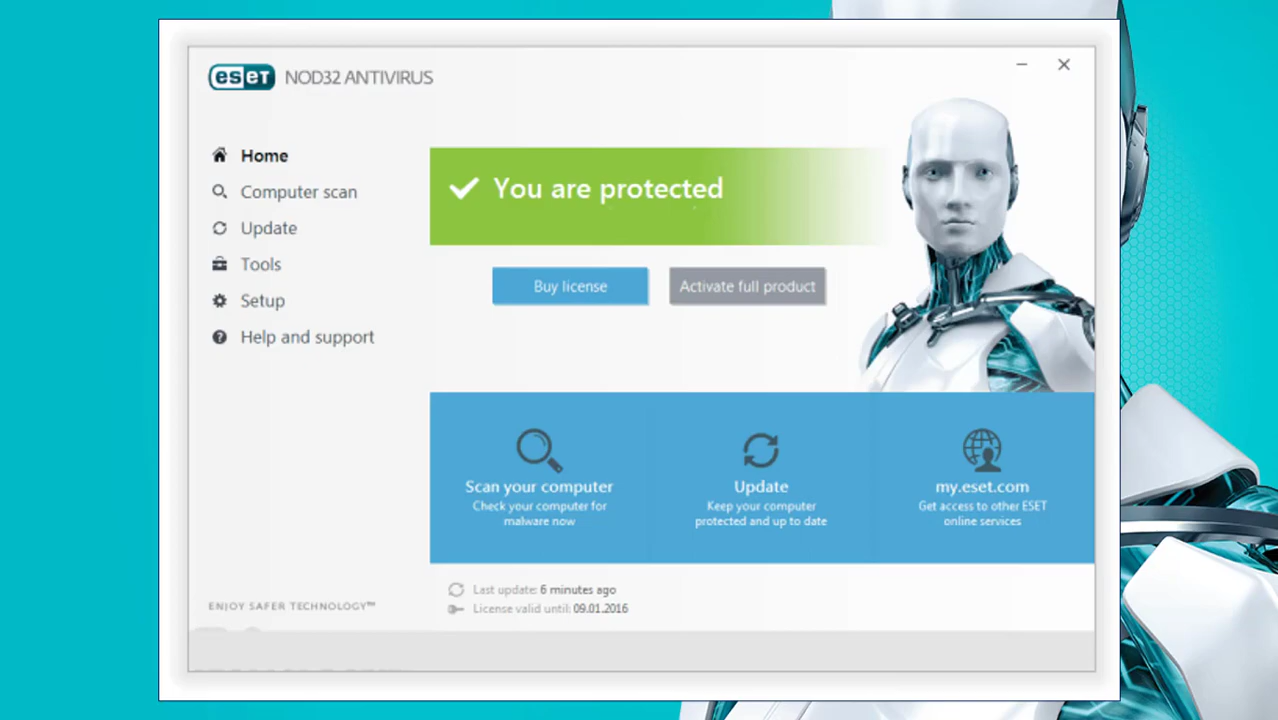 eset NOD32 ANTIVIRUS
Home
Computer scan
Update
Tools
Setup
Help and support
You are protected
Buy license
Activate full product
Scan your computer
Check your computer for
malware now
Update
Keep your computer
protected and up to date
my.eset.com
Get access to other ESET
online services
Last update: 6 minutes ago
License valid until: 09.01.2016
ENJOY SAFER TECHNOLOGY™